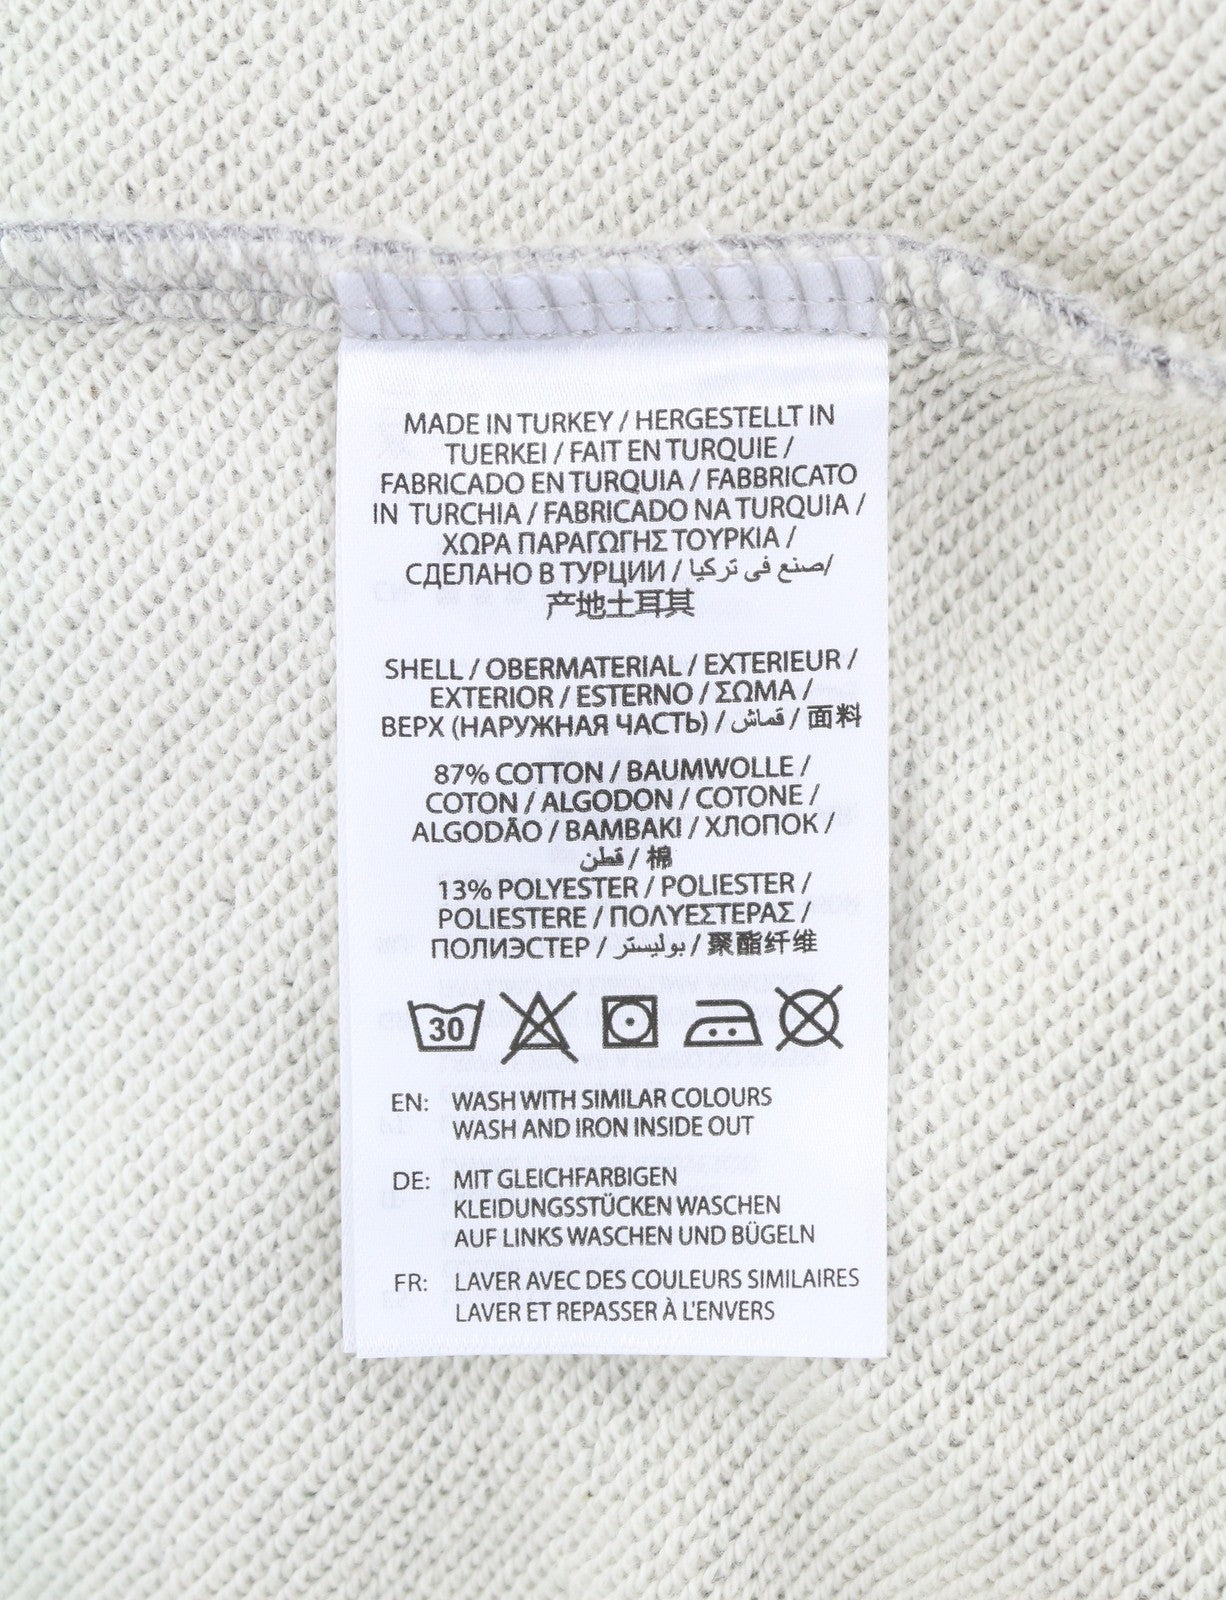 MADE IN TURKEY / HERGESTELLT IN
TUERKEI / FAIT EN TURQUIE /
FABRICADO EN TURQUIA / FABBRICATO
IN TURCHIA / FABRICADO NA TURQUIA /
ΧΩΡΑ ΠΑΡΑΓΩΓΗΣ ΤΟΥΡΚΙΑ /
СДЕЛАНО В ТУРЦИИ / صنع في تركيا/
产地土耳其
SHELL / OBERMATERIAL / EXTERIEUR /
EXTERIOR / ESTERNO / ΣΩΜΑ /
ВЕРХ (НАРУЖНАЯ ЧАСТЬ) / قماش / 面料
87% COTTON / BAUMWOLLE /
COTON / ALGODON / COTONE /
ALGODÃO / BAMBAKI / ХЛОПОК /
قطن / 棉
13% POLYESTER / POLIESTER /
POLIESTERE / ΠΟΛΥΕΣΤΕΡΑΣ /
ПОЛИЭСТЕР / بوليستر / 聚酯纤维
30
EN: WASH WITH SIMILAR COLOURS
WASH AND IRON INSIDE OUT
DE: MIT GLEICHFARBIGEN
KLEIDUNGSSTÜCKEN WASCHEN
AUF LINKS WASCHEN UND BÜGELN
FR: LAVER AVEC DES COULEURS SIMILAIRES
LAVER ET REPASSER À L'ENVERS